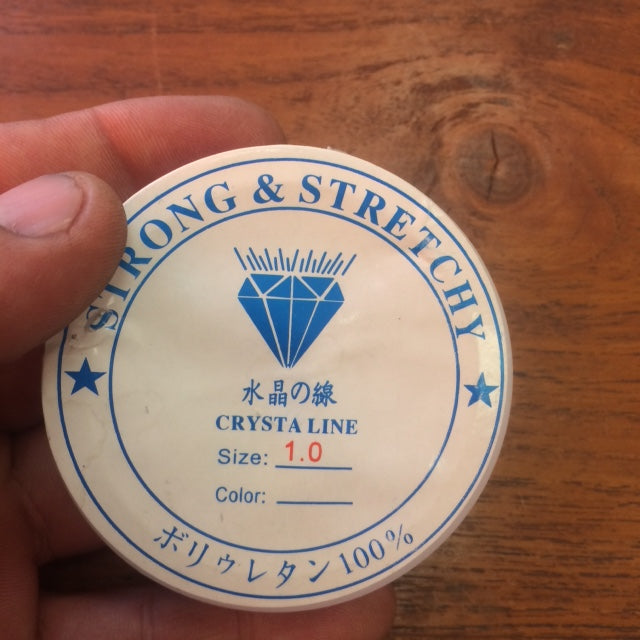 STRONG & STRETCHY
水晶の線
CRYSTA LINE
Size: 1.0
Color:
ポリゥレタン100%